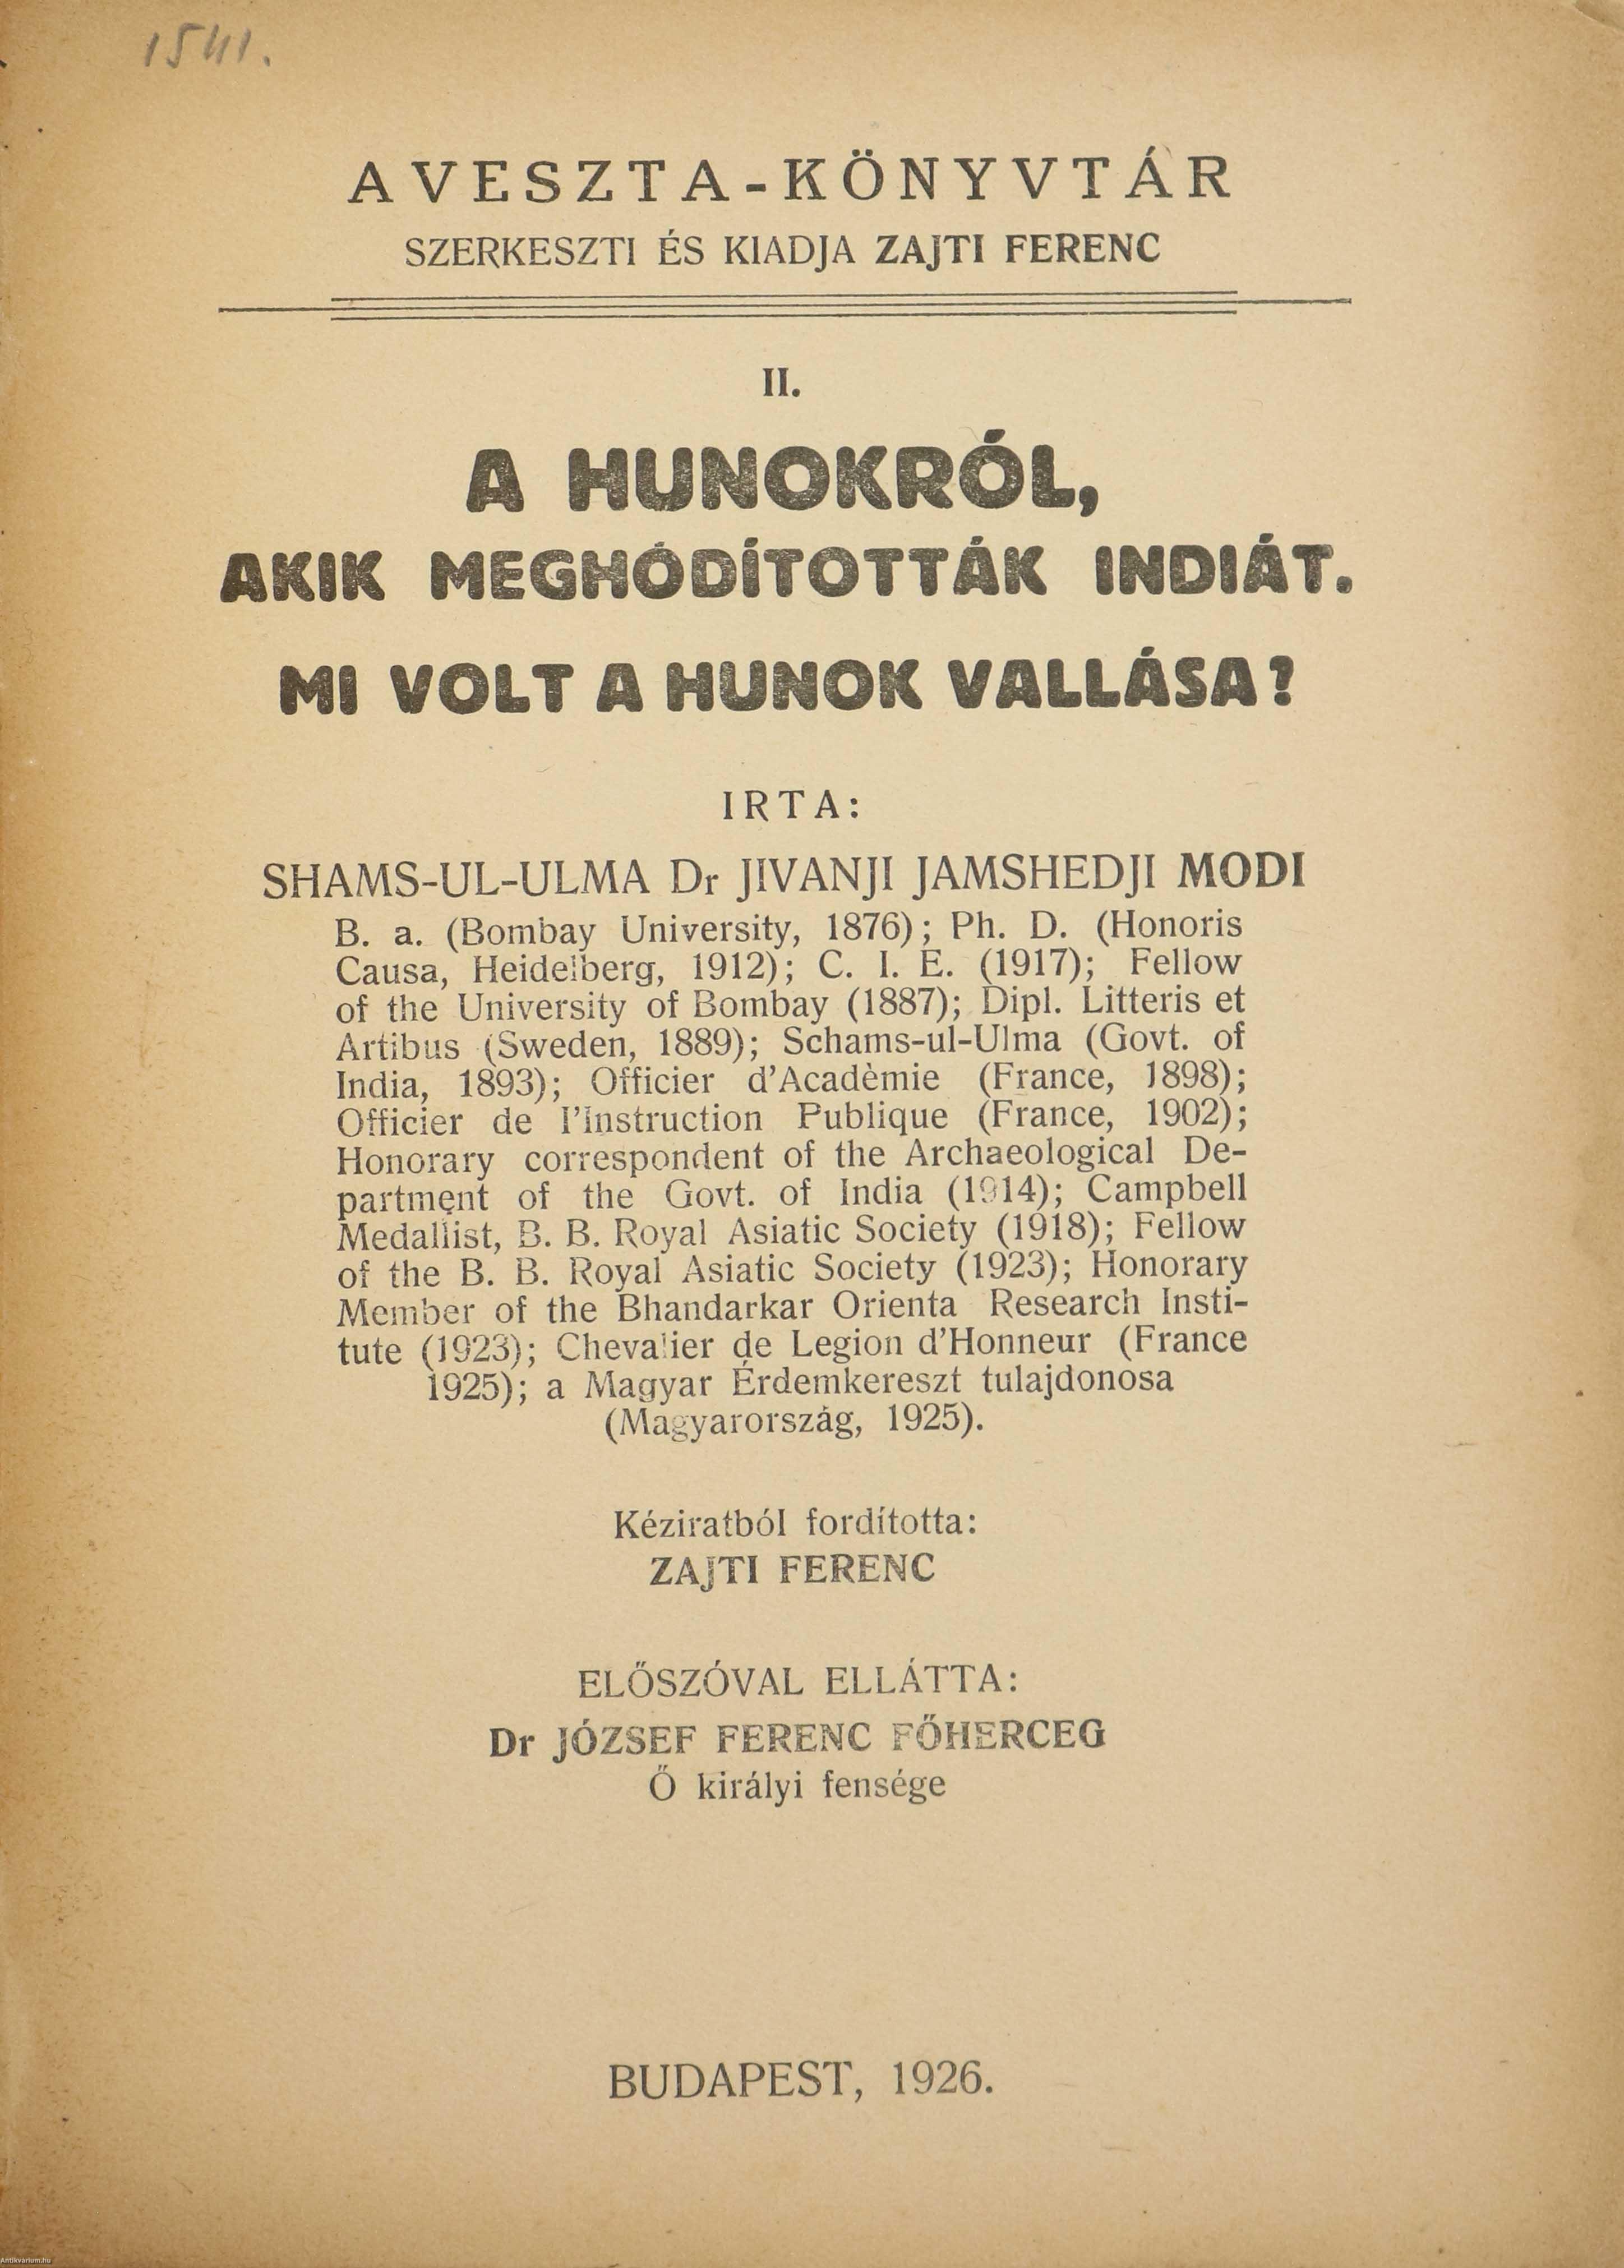 1541.
AVESZTA-KÖNYVTÁR
SZERKESZTI ÉS KIADJA ZAJTI FERENC
II.
A HUNOKRÓL,
AKIK MEGHÓDÍTOTTÁK INDIÁT.
MI VOLT A HUNOK VALLÁSA?
IRTA:
SHAMS-UL-ULMA Dr JIVANJI JAMSHEDJI MODI
B. a. (Bombay University, 1876); Ph. D. (Honoris
Causa, Heidelberg, 1912); C. I. E. (1917); Fellow
of the University of Bombay (1887); Dipl. Litteris et
Artibus (Sweden, 1889); Schams-ul-Ulma (Govt. of
India, 1893); Officier d'Acadèmie (France, 1898);
Officier de l'Instruction Publique (France, 1902);
Honorary correspondent of the Archaeological De-
partment of the Govt. of India (1914); Campbell
Medallist, B. B. Royal Asiatic Society (1918); Fellow
of the B. B. Royal Asiatic Society (1923); Honorary
Member of the Bhandarkar Orienta Research Insti-
tute (1923); Chevalier de Legion d'Honneur (France
1925); a Magyar Érdemkereszt tulajdonosa
(Magyarország, 1925).
Kéziratból fordította:
ZAJTI FERENC
ELŐSZÓVAL ELLÁTTA:
Dr JÓZSEF FERENC FŐHERCEG
Ő királyi fensége
BUDAPEST, 1926.
Antikvarium.hu